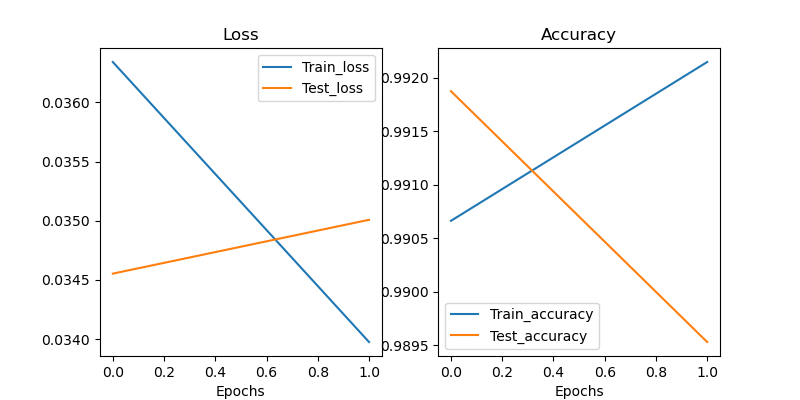 Loss
Train_loss
Test_loss
0.0360
0.0355
0.0350
0.0345
0.0340
0.0 0.2 0.4 0.6 0.8 1.0
Epochs
Accuracy
0.9920
0.9915
0.9910
0.9905
0.9900
0.9895
Train_accuracy
Test_accuracy
0.0 0.2 0.4 0.6 0.8 1.0
Epochs